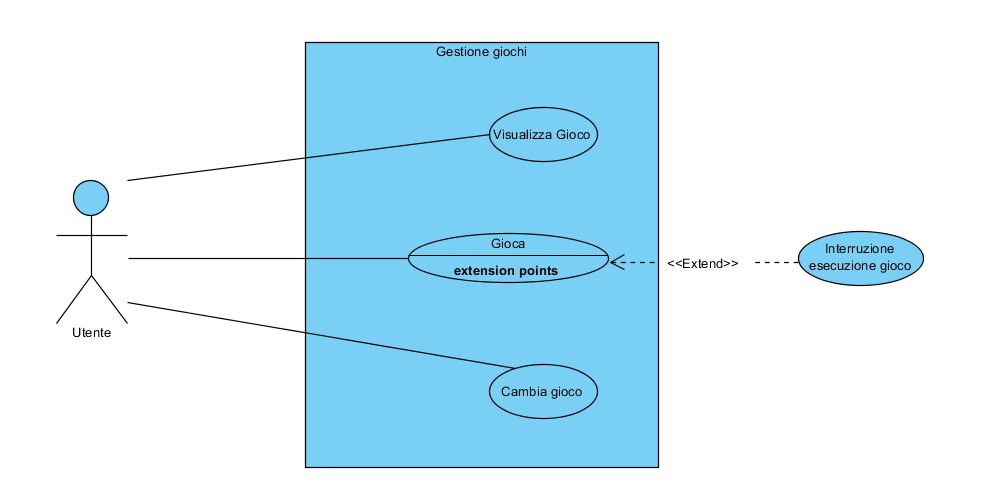 Gestione giochi
Visualizza Gioco
Gioca
extension points
<<Extend>>
Interruzione
esecuzione gioco
Utente
Cambia gioco